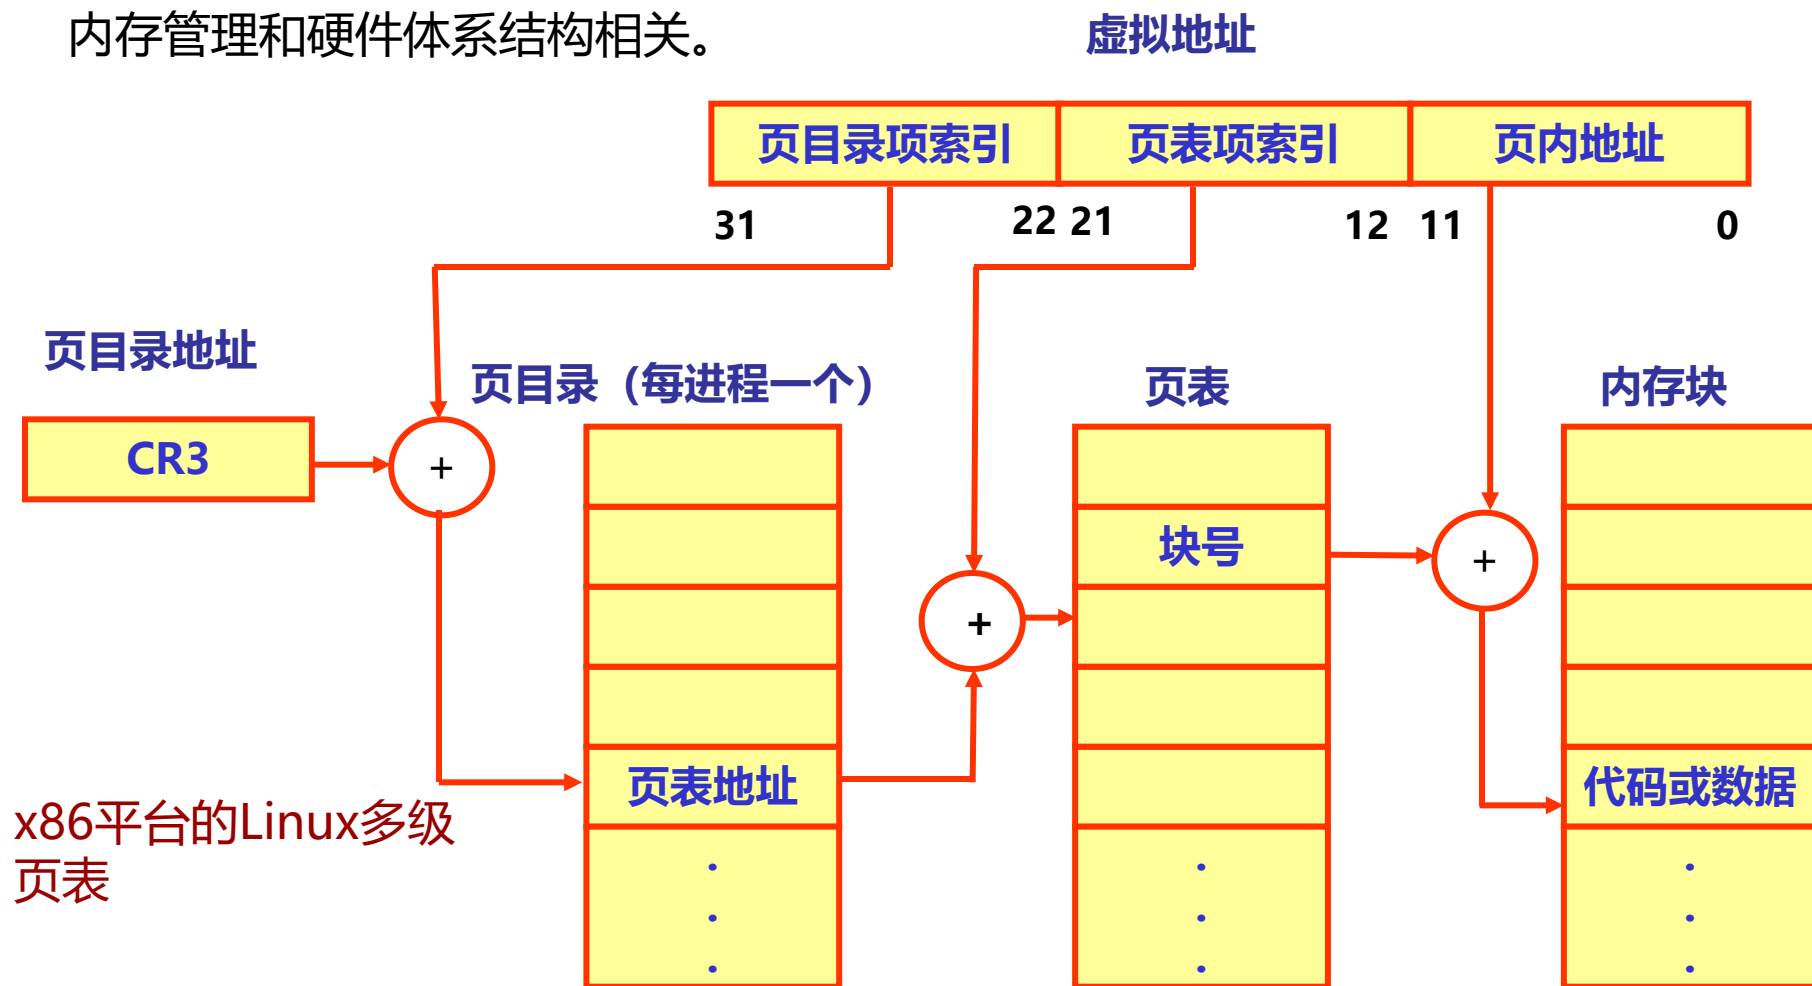 内存管理和硬件体系结构相关。
虚拟地址
页目录项索引 页表项索引 页内地址
31 22 21 12 11 0
页目录地址
页目录（每进程一个） 页表 内存块
CR3 +
块号 +
+
页表地址 代码或数据
x86平台的Linux多级
页表
. . .
. . .
. . .